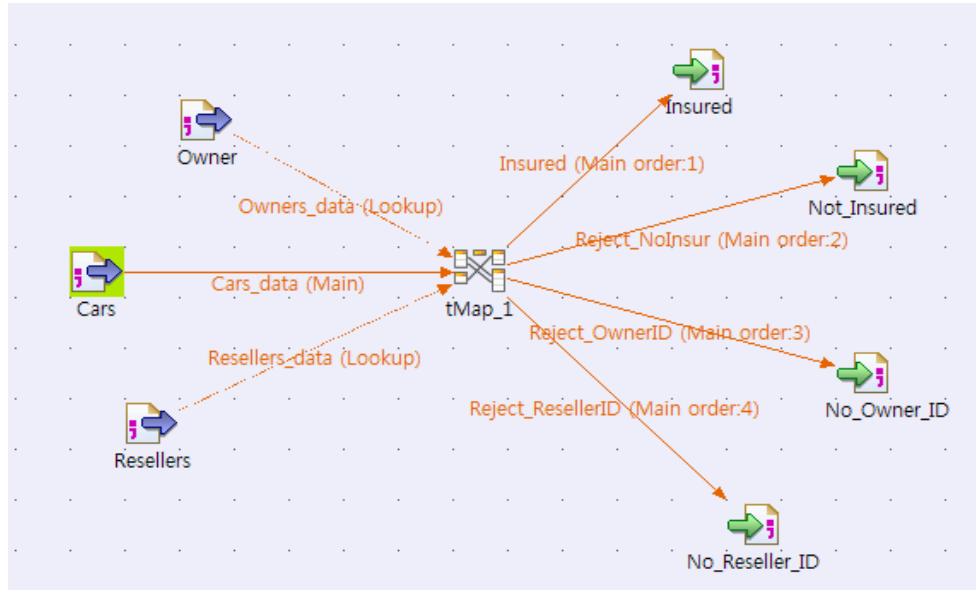 Insured
Owner
Insured (Main order:1)
Not_Insured
Owners_data (Lookup)
Reject_NoInsur (Main order:2)
Cars_data (Main)
Cars
tMap_1
Reject_OwnerID (Main order:3)
Resellers_data (Lookup)
Reject_ResellerID (Main order:4)
No_Owner_ID
Resellers
No_Reseller_ID